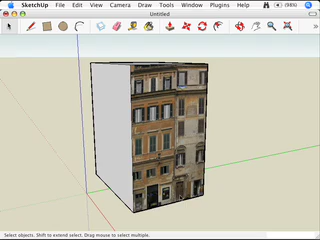 SketchUp File Edit View Camera Draw Tools Window Plugins Help (98%)
Untitled
Select objects. Shift to extend select. Drag mouse to select multiple.